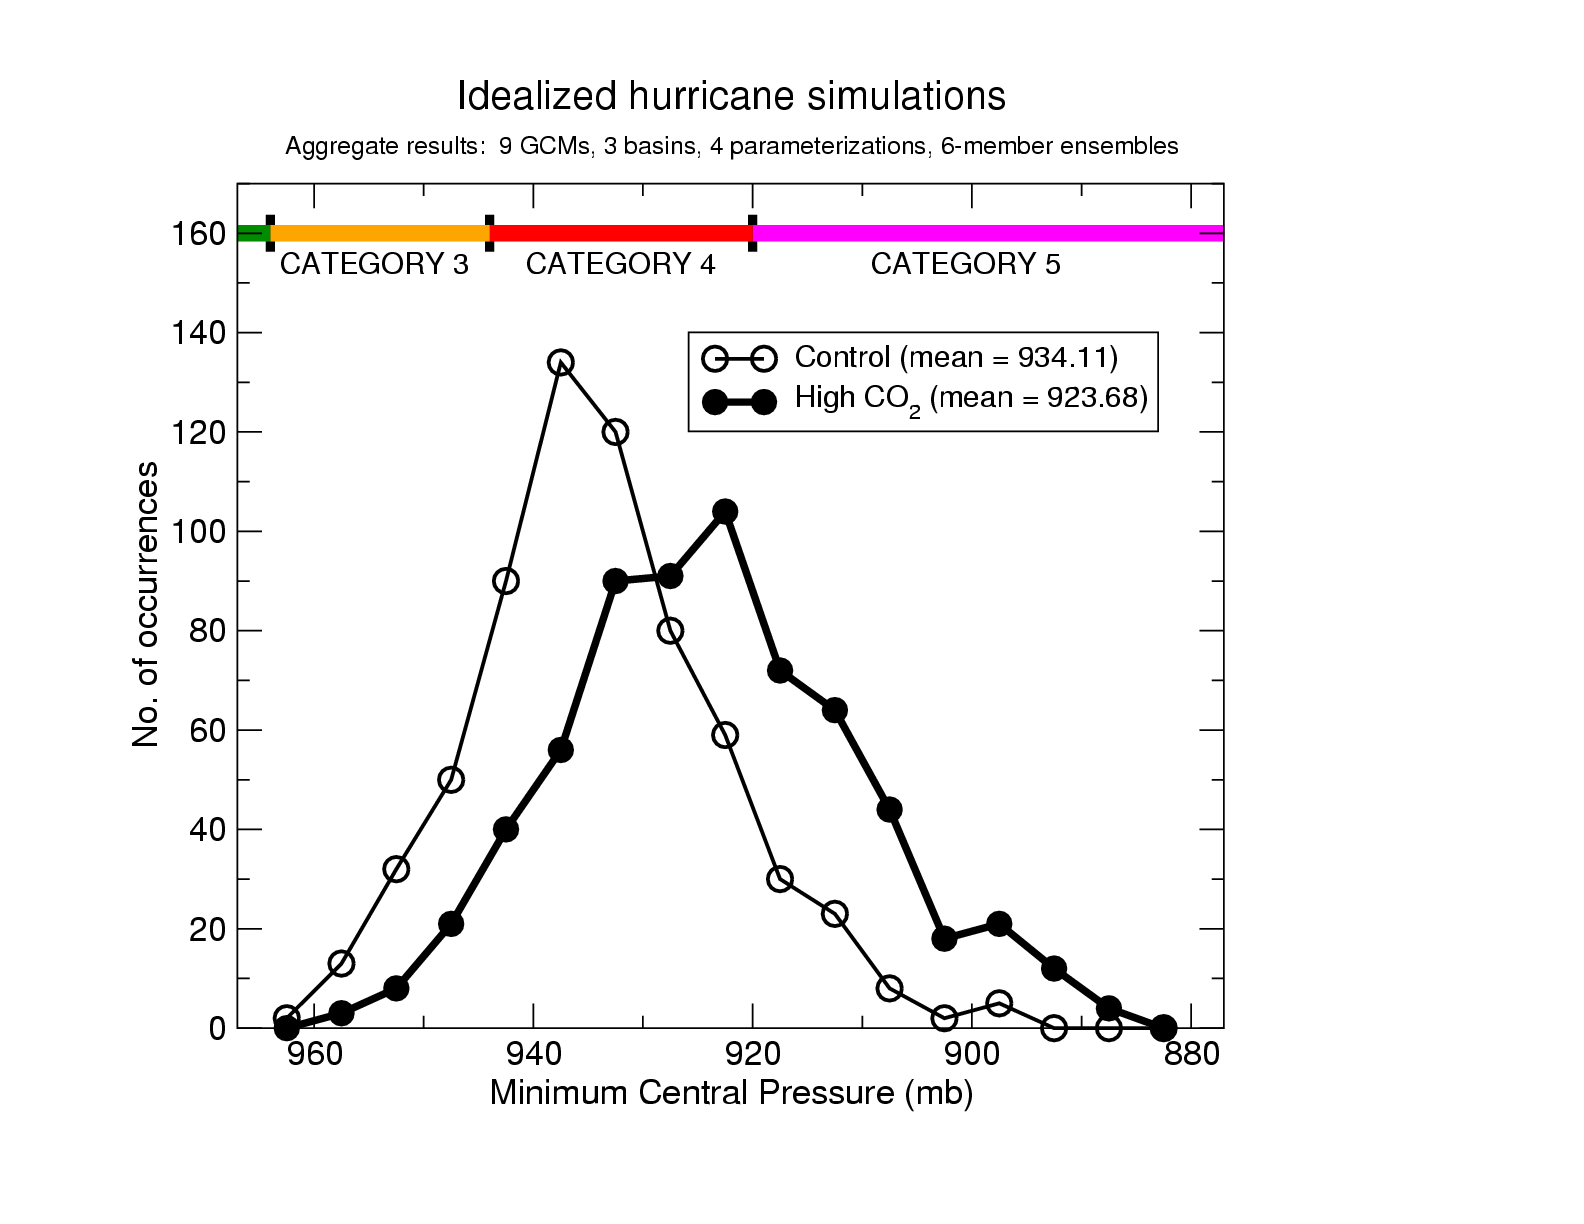 Idealized hurricane simulations
Aggregate results:  9 GCMs, 3 basins, 4 parameterizations, 6-member ensembles
160
CATEGORY 3 CATEGORY 4 CATEGORY 5
140
Control (mean = 934.11)
High CO2 (mean = 923.68)
120
100
80
60
40
20
0
No. of occurrences
960 940 920 900 880
Minimum Central Pressure (mb)